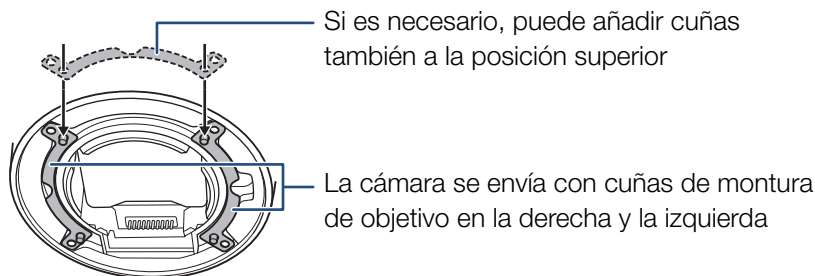 Si es necesario, puede añadir cuñas
también a la posición superior
La cámara se envía con cuñas de montura
de objetivo en la derecha y la izquierda